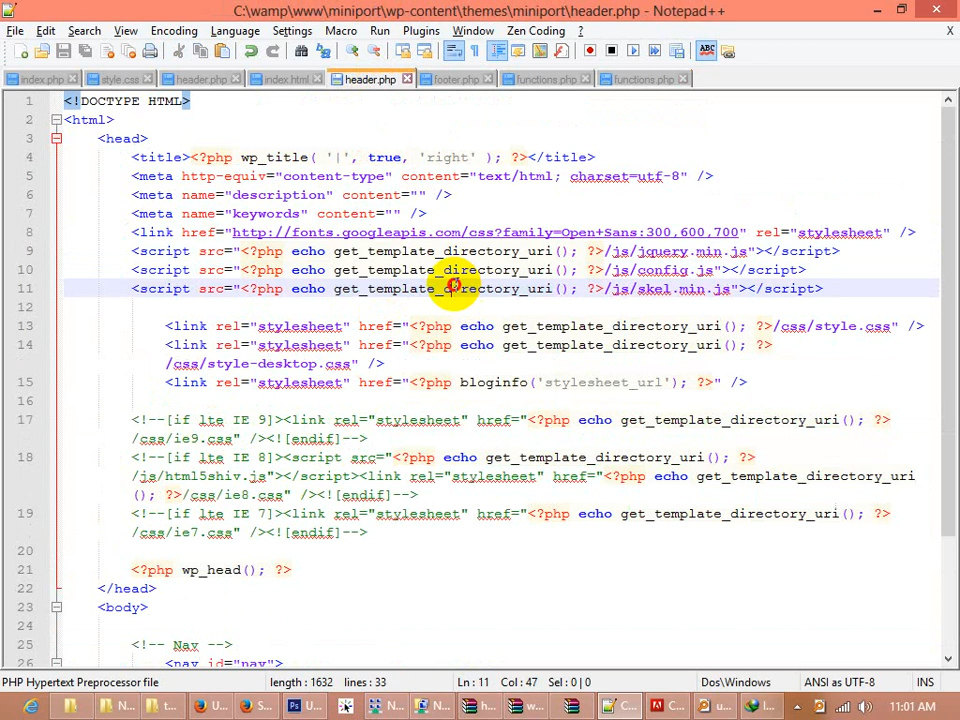 C:\wamp\www\miniport\wp-content\themes\miniport\header.php - Notepad++
File Edit Search View Encoding Language Settings Macro Run Plugins Window Zen Coding ? X
index.php style.css header.php index.html header.php footer.php functions.php functions.php
1 <!DOCTYPE HTML>
2 <html>
3 <head>
4 <title><?php wp_title( '|', true, 'right' ); ?></title>
5 <meta http-equiv="content-type" content="text/html; charset=utf-8" />
6 <meta name="description" content="" />
7 <meta name="keywords" content="" />
8 <link href="http://fonts.googleapis.com/css?family=Open+Sans:300,600,700" rel="stylesheet" />
9 <script src="<?php echo get_template_directory_uri(); ?>/js/jquery.min.js"></script>
10 <script src="<?php echo get_template_directory_uri(); ?>/js/config.js"></script>
11 <script src="<?php echo get_template_directory_uri(); ?>/js/skel.min.js"></script>
12
13 <link rel="stylesheet" href="<?php echo get_template_directory_uri(); ?>/css/style.css" />
14 <link rel="stylesheet" href="<?php echo get_template_directory_uri(); ?>
/css/style-desktop.css" />
15 <link rel="stylesheet" href="<?php bloginfo('stylesheet_url'); ?>" />
16
17 <!--[if lte IE 9]><link rel="stylesheet" href="<?php echo get_template_directory_uri(); ?>
/css/ie9.css" /><![endif]-->
18 <!--[if lte IE 8]><script src="<?php echo get_template_directory_uri(); ?>
/js/html5shiv.js"></script><link rel="stylesheet" href="<?php echo get_template_directory_uri
(); ?>/css/ie8.css" /><![endif]-->
19 <!--[if lte IE 7]><link rel="stylesheet" href="<?php echo get_template_directory_uri(); ?>
/css/ie7.css" /><![endif]-->
20
21 <?php wp_head(); ?>
22 </head>
23 <body>
24
25 <!-- Nav -->
26 <nav id="nav">
PHP Hypertext Preprocessor file length : 1632 lines : 33 Ln : 11 Col : 47 Sel : 0 | 0 Dos\Windows ANSI as UTF-8 INS
N... t... U... S... U... N... N... h... w... C... C... u... l... 11:01 AM